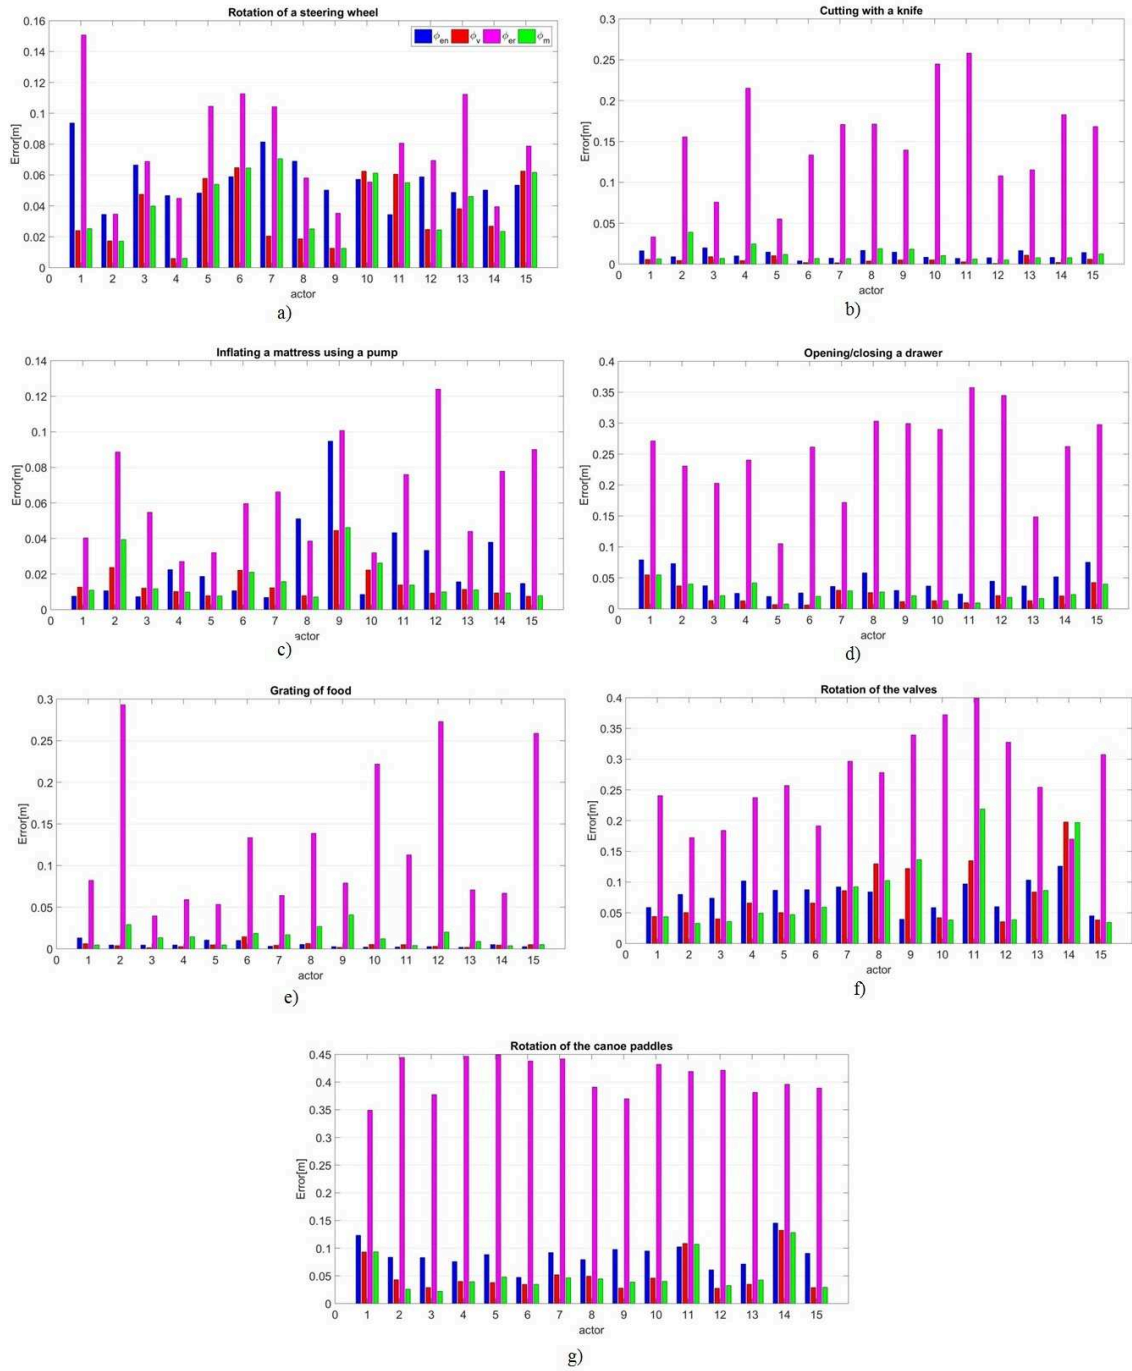 Rotation of a steering wheel
0.16
0.14
0.12
0.1
0.08
0.06
0.04
0.02
0
Error[m]
ϕen ϕv ϕer ϕm
0 1 2 3 4 5 6 7 8 9 10 11 12 13 14 15
actor
a)
Cutting with a knife
0.3
0.25
0.2
0.15
0.1
0.05
0
Error[m]
0 1 2 3 4 5 6 7 8 9 10 11 12 13 14 15
actor
b)
Inflating a mattress using a pump
0.14
0.12
0.1
0.08
0.06
0.04
0.02
0
Error[m]
0 1 2 3 4 5 6 7 8 9 10 11 12 13 14 15
actor
c)
Opening/closing a drawer
0.4
0.35
0.3
0.25
0.2
0.15
0.1
0.05
0
Error[m]
0 1 2 3 4 5 6 7 8 9 10 11 12 13 14 15
actor
d)
Grating of food
0.3
0.25
0.2
0.15
0.1
0.05
0
Error[m]
0 1 2 3 4 5 6 7 8 9 10 11 12 13 14 15
actor
e)
Rotation of the valves
0.4
0.35
0.3
0.25
0.2
0.15
0.1
0.05
0
Error[m]
0 1 2 3 4 5 6 7 8 9 10 11 12 13 14 15
actor
f)
Rotation of the canoe paddles
0.45
0.4
0.35
0.45
0.3
0.25
0.2
0.15
0.1
0.05
0
Error[m]
0 1 2 3 4 5 6 7 8 9 10 11 12 13 14 15
actor
g)